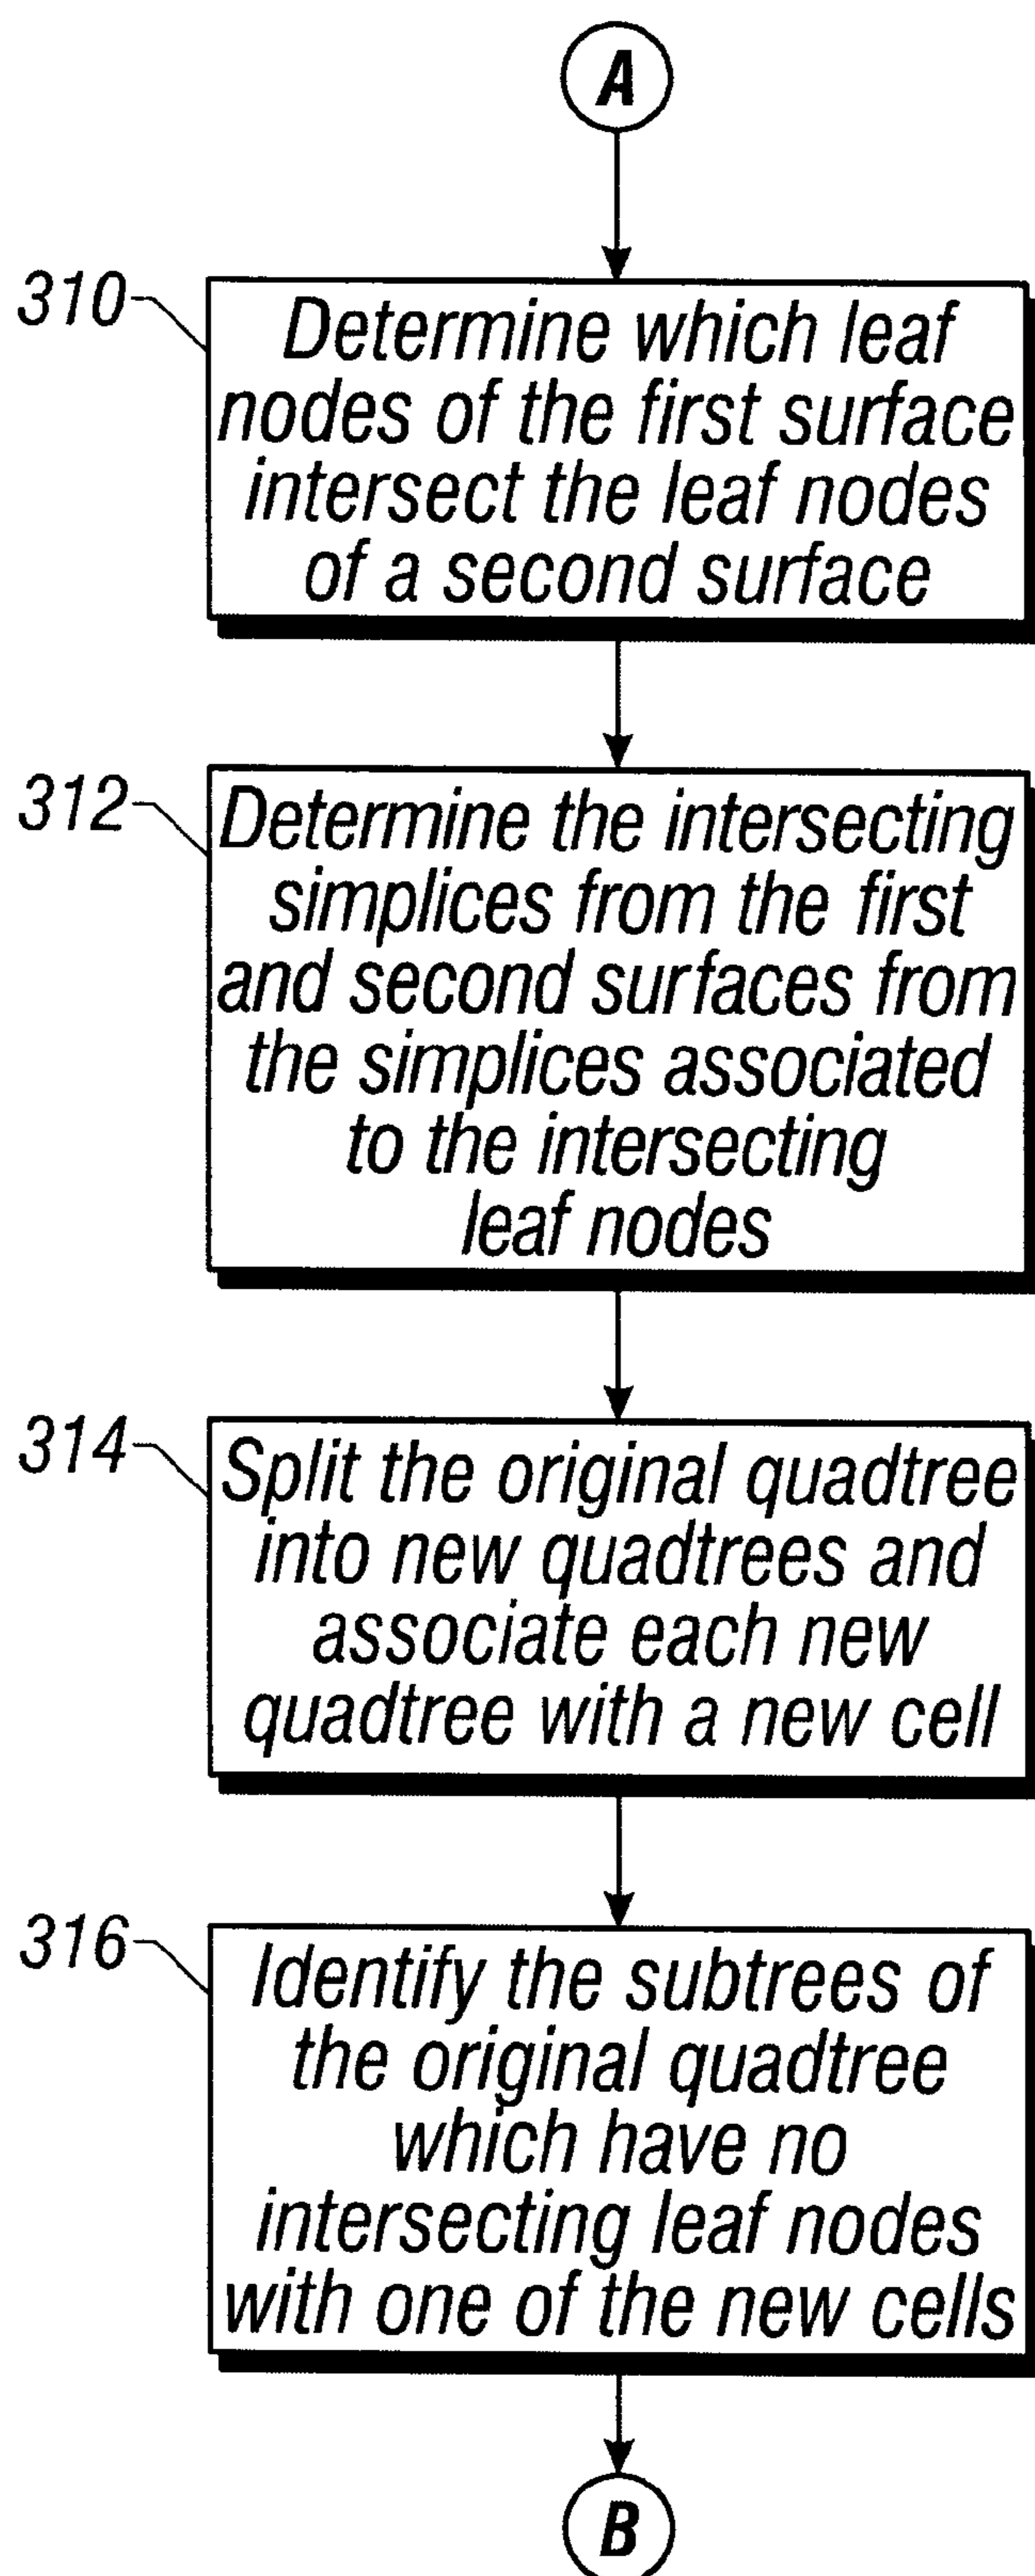 A
310
Determine which leaf
nodes of the first surface
intersect the leaf nodes
of a second surface
312
Determine the intersecting
simplices from the first
and second surfaces from
the simplices associated
to the intersecting
leaf nodes
314
Split the original quadtree
into new quadtrees and
associate each new
quadtree with a new cell
316
Identify the subtrees of
the original quadtree
which have no
intersecting leaf nodes
with one of the new cells
B